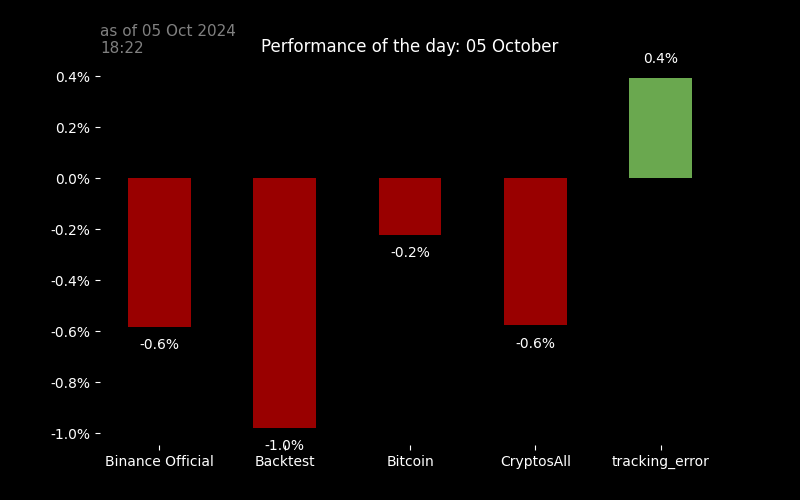 as of 05 Oct 2024
18:22
Performance of the day: 05 October
0.4%
0.4%
0.2%
0.0%
-0.2%
-0.2%
-0.4%
-0.6%
-0.6%
-0.6%
-0.8%
-1.0%
-1.0%
Binance Official
Backtest
Bitcoin
CryptosAll
tracking_error